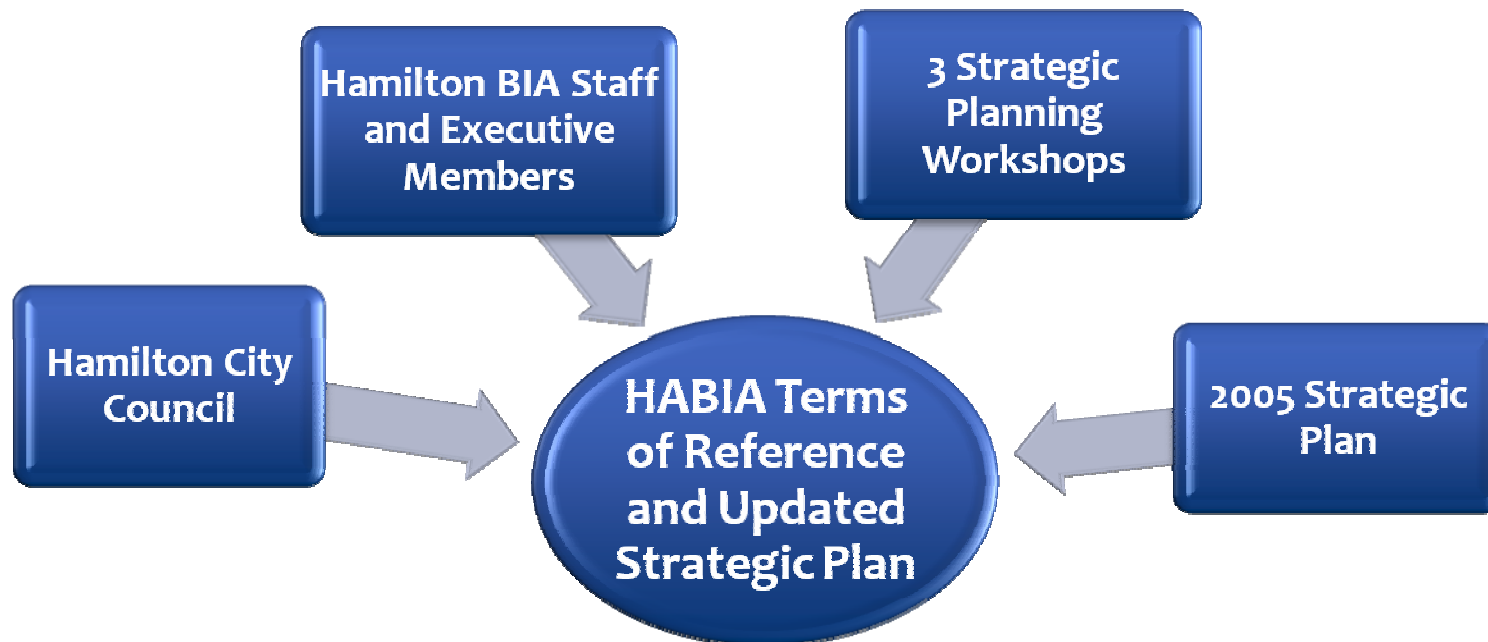 Hamilton BIA Staff
and Executive
Members
3 Strategic
Planning
Workshops
Hamilton City
Council
HABIA Terms
of Reference
and Updated
Strategic Plan
2005 Strategic
Plan